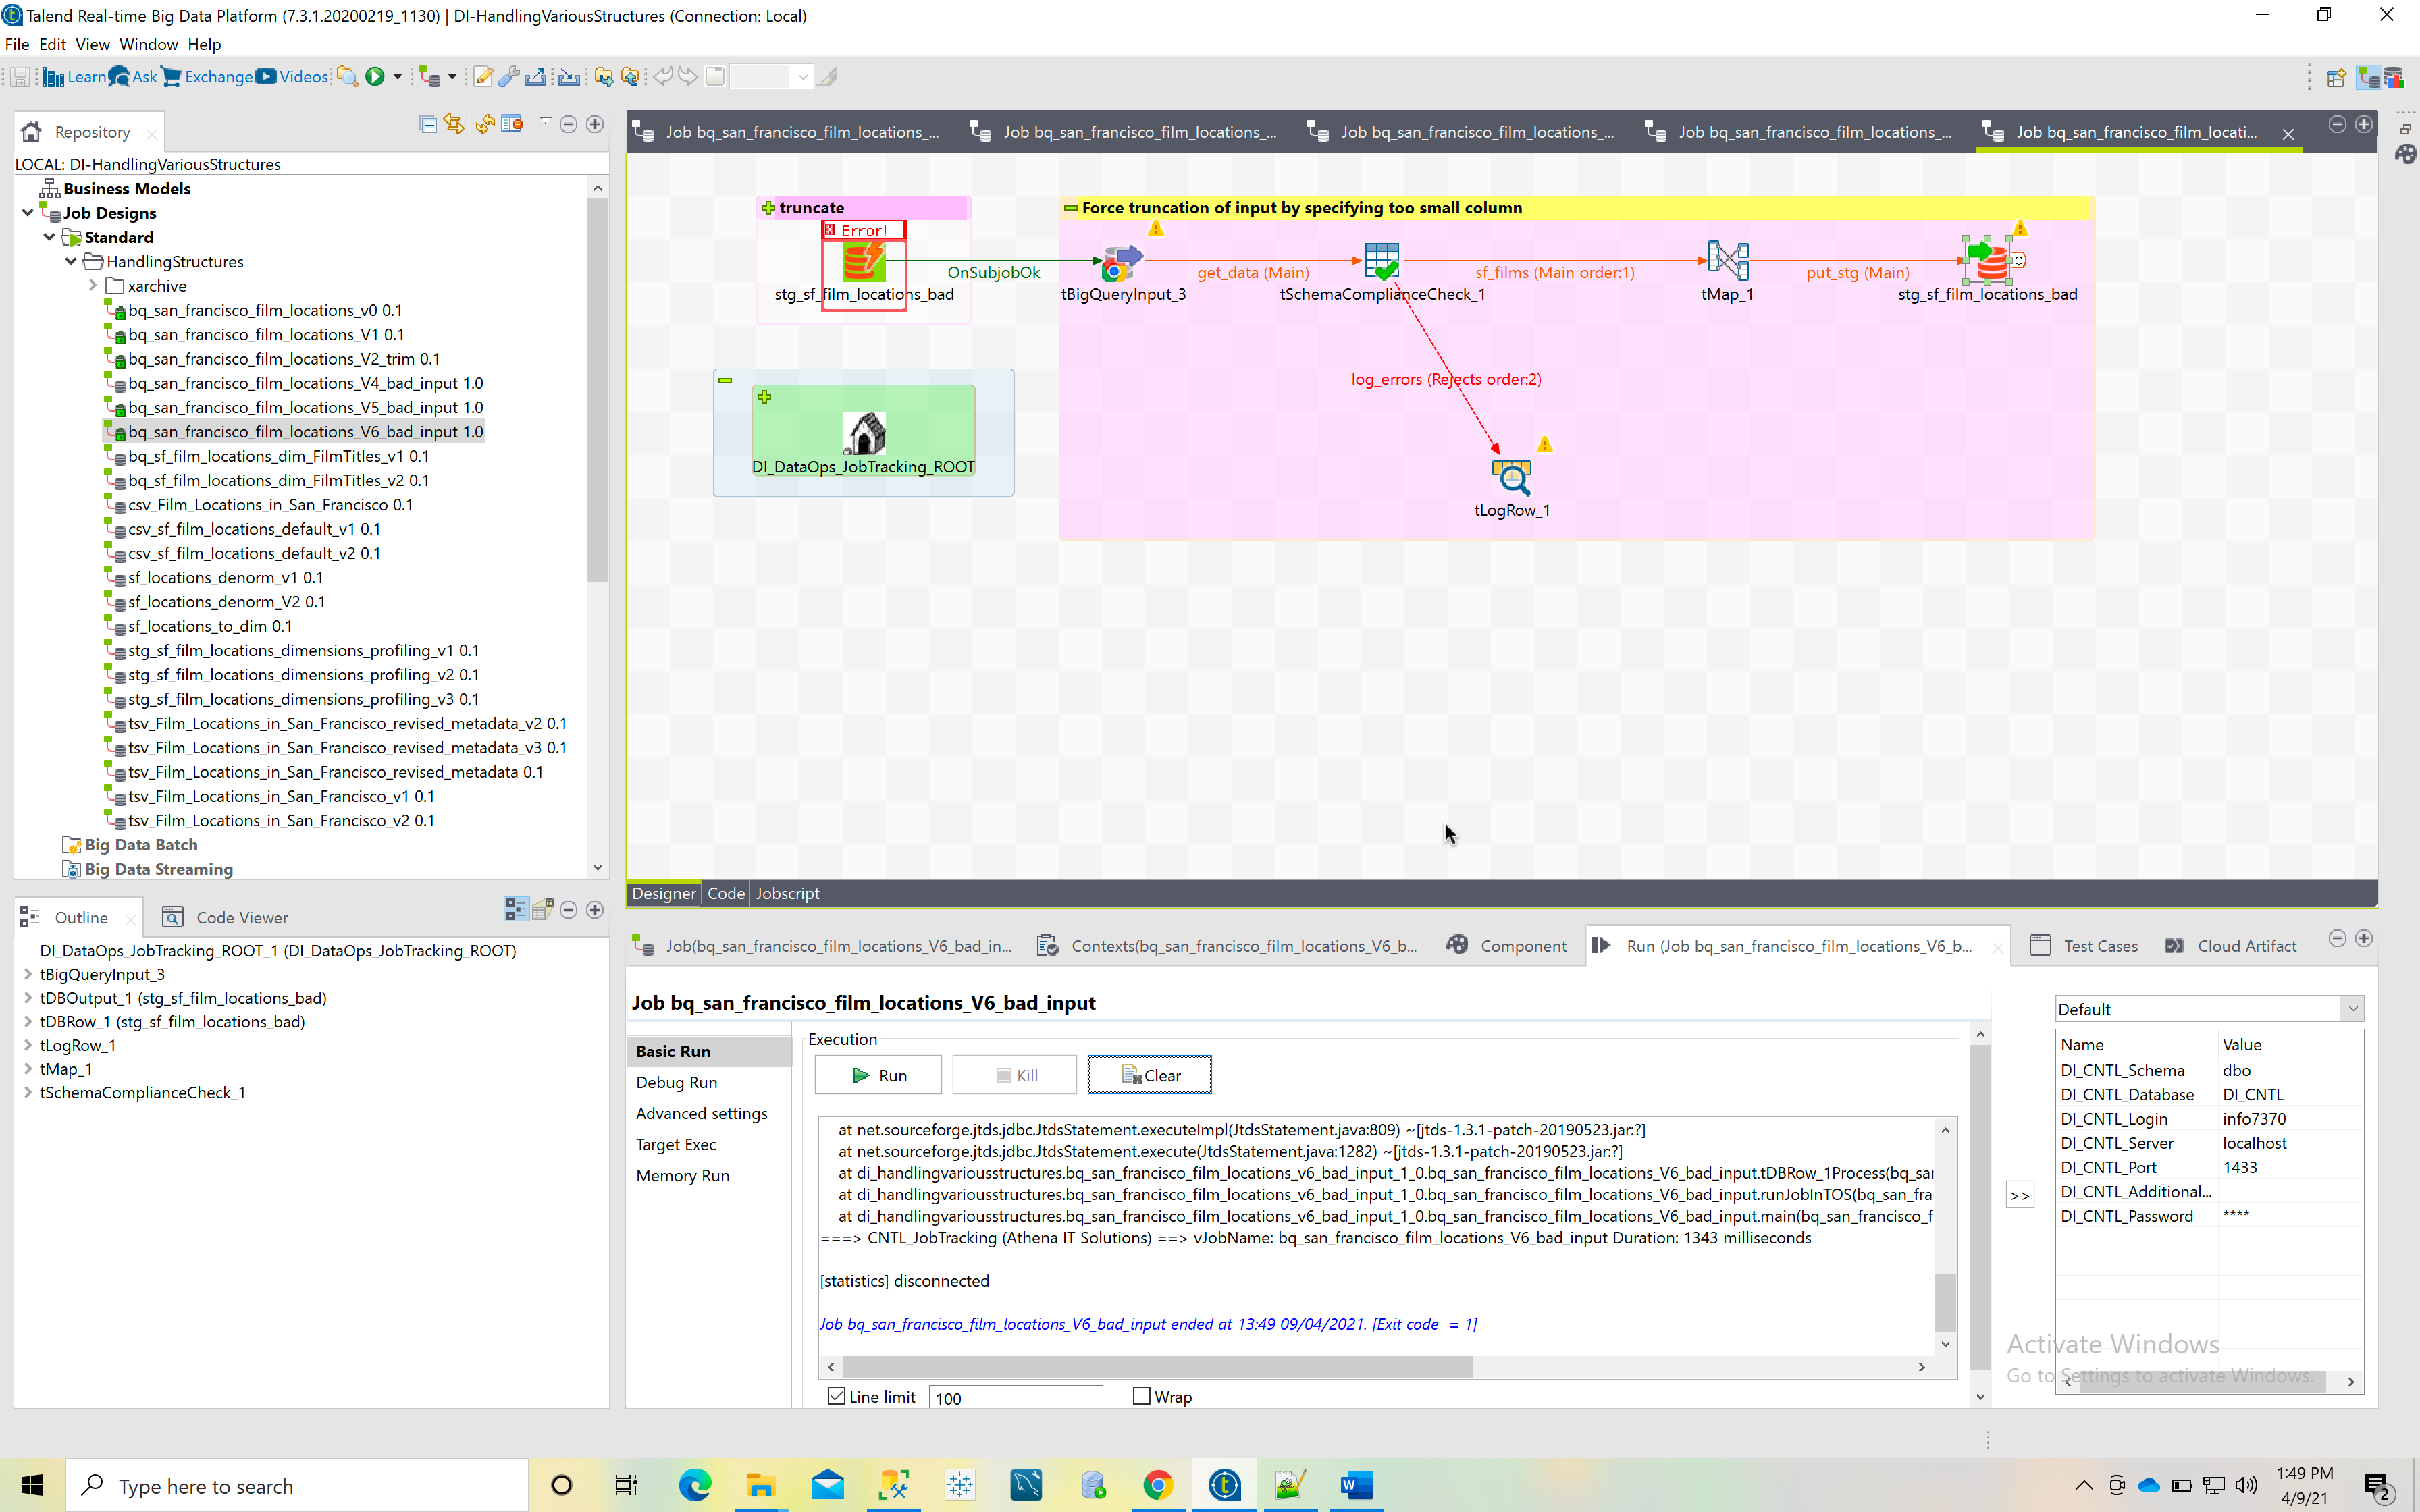 Talend Real-time Big Data Platform (7.3.1.20200219_1130) | DI-HandlingVariousStructures (Connection: Local)
File Edit View Window Help
Learn Ask Exchange Videos
Repository
LOCAL: DI-HandlingVariousStructures
Business Models
Job Designs
Standard
HandlingStructures
xarchive
bq_san_francisco_film_locations_v0 0.1
bq_san_francisco_film_locations_V1 0.1
bq_san_francisco_film_locations_V2_trim 0.1
bq_san_francisco_film_locations_V4_bad_input 1.0
bq_san_francisco_film_locations_V5_bad_input 1.0
bq_san_francisco_film_locations_V6_bad_input 1.0
bq_sf_film_locations_dim_FilmTitles_v1 0.1
bq_sf_film_locations_dim_FilmTitles_v2 0.1
csv_Film_Locations_in_San_Francisco 0.1
csv_sf_film_locations_default_v1 0.1
csv_sf_film_locations_default_v2 0.1
sf_locations_denorm_v1 0.1
sf_locations_denorm_V2 0.1
sf_locations_to_dim 0.1
stg_sf_film_locations_dimensions_profiling_v1 0.1
stg_sf_film_locations_dimensions_profiling_v2 0.1
stg_sf_film_locations_dimensions_profiling_v3 0.1
tsv_Film_Locations_in_San_Francisco_revised_metadata_v2 0.1
tsv_Film_Locations_in_San_Francisco_revised_metadata_v3 0.1
tsv_Film_Locations_in_San_Francisco_revised_metadata 0.1
tsv_Film_Locations_in_San_Francisco_v1 0.1
tsv_Film_Locations_in_San_Francisco_v2 0.1
Big Data Batch
Big Data Streaming
Outline Code Viewer
DI_DataOps_JobTracking_ROOT_1 (DI_DataOps_JobTracking_ROOT)
tBigQueryInput_3
tDBOutput_1 (stg_sf_film_locations_bad)
tDBRow_1 (stg_sf_film_locations_bad)
tLogRow_1
tMap_1
tSchemaComplianceCheck_1
Job bq_san_francisco_film_locations_... Job bq_san_francisco_film_locations_... Job bq_san_francisco_film_locations_... Job bq_san_francisco_film_locations_... Job bq_san_francisco_film_locati...
truncate
Force truncation of input by specifying too small column
Error!
OnSubjobOk
get_data (Main)
sf_films (Main order:1)
put_stg (Main)
stg_sf_film_locations_bad
tBigQueryInput_3
tSchemaComplianceCheck_1
tMap_1
stg_sf_film_locations_bad
log_errors (Rejects order:2)
DI_DataOps_JobTracking_ROOT
tLogRow_1
Designer Code Jobscript
Job(bq_san_francisco_film_locations_V6_bad_in... Contexts(bq_san_francisco_film_locations_V6_b... Component Run (Job bq_san_francisco_film_locations_V6_b... Test Cases Cloud Artifact
Job bq_san_francisco_film_locations_V6_bad_input
Basic Run
Debug Run
Advanced settings
Target Exec
Memory Run
Execution
Run Kill Clear
at net.sourceforge.jtds.jdbc.JtdsStatement.executeImpl(JtdsStatement.java:809) ~[jtds-1.3.1-patch-20190523.jar:?]
at net.sourceforge.jtds.jdbc.JtdsStatement.execute(JtdsStatement.java:1282) ~[jtds-1.3.1-patch-20190523.jar:?]
at di_handlingvariousstructures.bq_san_francisco_film_locations_v6_bad_input_1_0.bq_san_francisco_film_locations_V6_bad_input.tDBRow_1Process(bq_sar
at di_handlingvariousstructures.bq_san_francisco_film_locations_v6_bad_input_1_0.bq_san_francisco_film_locations_V6_bad_input.runJobInTOS(bq_san_fra
at di_handlingvariousstructures.bq_san_francisco_film_locations_v6_bad_input_1_0.bq_san_francisco_film_locations_V6_bad_input.main(bq_san_francisco_f
===> CNTL_JobTracking (Athena IT Solutions) ==> vJobName: bq_san_francisco_film_locations_V6_bad_input Duration: 1343 milliseconds
[statistics] disconnected
Job bq_san_francisco_film_locations_V6_bad_input ended at 13:49 09/04/2021. [Exit code = 1]
Line limit 100 Wrap
Default
Name Value
DI_CNTL_Schema dbo
DI_CNTL_Database DI_CNTL
DI_CNTL_Login info7370
DI_CNTL_Server localhost
DI_CNTL_Port 1433
DI_CNTL_Additional...
DI_CNTL_Password ****
>>
Activate Windows
Go to Settings to activate Windows.
Type here to search
1:49 PM
4/9/21
2